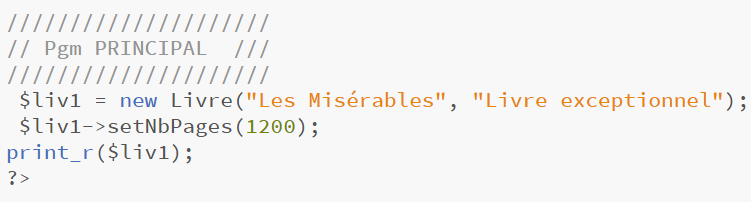 /////////////////////
// Pgm PRINCIPAL  ///
/////////////////////
 $liv1 = new Livre("Les Misérables", "Livre exceptionnel");
 $liv1->setNbPages(1200);
print_r($liv1);
?>